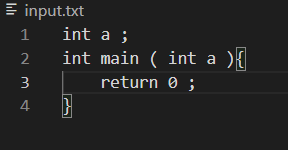 input.txt
1 int a ;
2 int main ( int a ){
3 return 0 ;
4 }